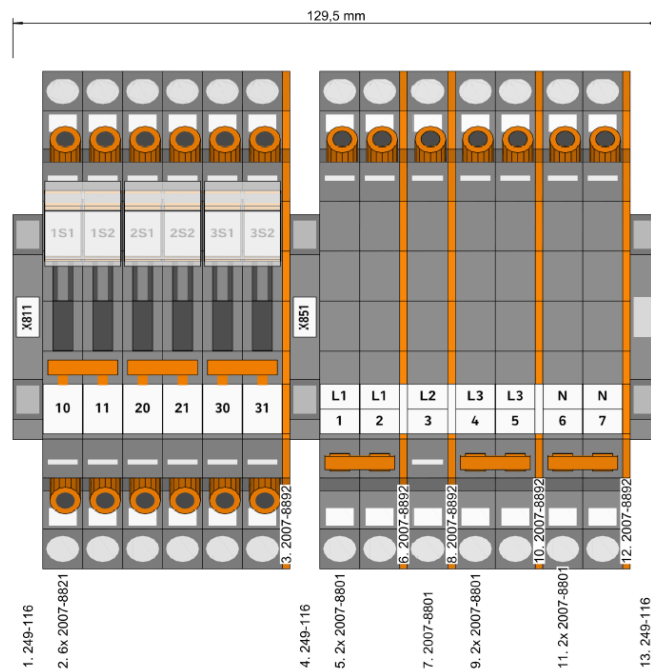 129,5 mm
1S1 1S2 2S1 2S2 3S1 3S2
X811
X851
10 11 20 21 30 31
L1 L1 L2 L3 L3 N N
1 2 3 4 5 6 7
1. 249-116
2. 6x 2007-8821
3. 2007-8892
4. 249-116
5. 2x 2007-8801
6. 2007-8892
7. 2007-8801
8. 2007-8892
9. 2x 2007-8801
10. 2007-8892
11. 2x 2007-8801
12. 2007-8892
13. 249-116